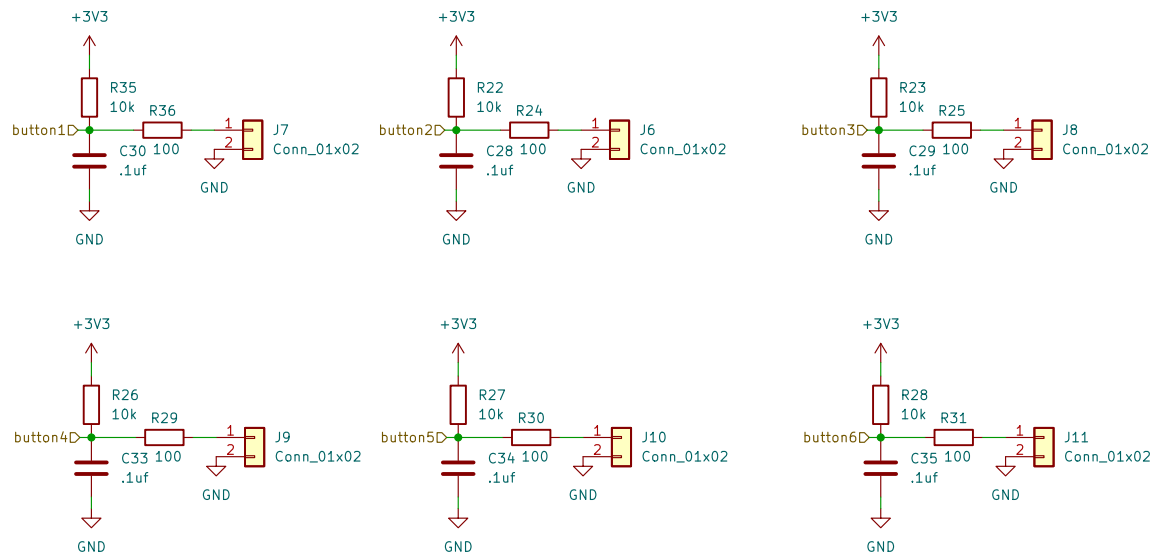 +3V3
R35
10k
R36
button1
1
2
J7
Conn_01x02
C30
100
.1uf
GND
GND
+3V3
R22
10k
R24
button2
1
2
J6
Conn_01x02
C28
100
.1uf
GND
GND
+3V3
R23
10k
R25
button3
1
2
J8
Conn_01x02
C29
100
.1uf
GND
GND
+3V3
R26
10k
R29
button4
1
2
J9
Conn_01x02
C33
100
.1uf
GND
GND
+3V3
R27
10k
R30
button5
1
2
J10
Conn_01x02
C34
100
.1uf
GND
GND
+3V3
R28
10k
R31
button6
1
2
J11
Conn_01x02
C35
100
.1uf
GND
GND